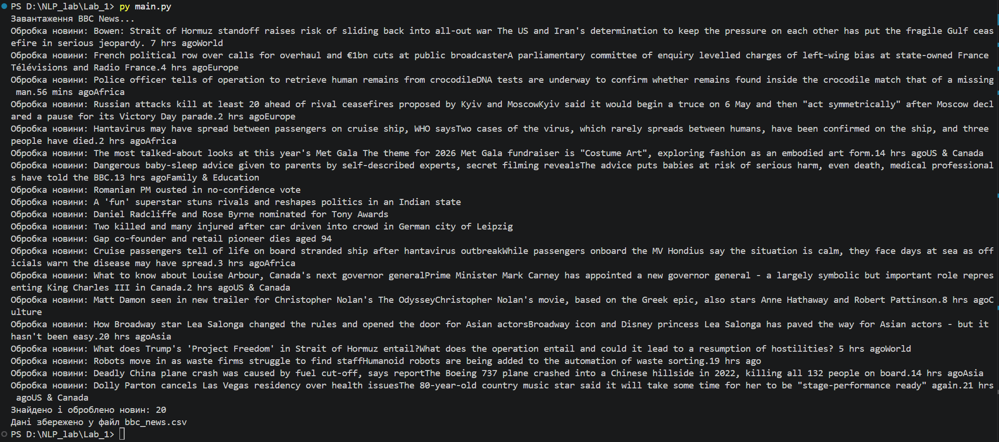 PS D:\NLP_lab\Lab_1> py main.py
Завантаження BBC News...
Обробка новини: Bowen: Strait of Hormuz standoff raises risk of sliding back into all-out war The US and Iran's determination to keep the pressure on each other has put the fragile Gulf ceas
efire in serious jeopardy. 7 hrs agoWorld
Обробка новини: French political row over calls for overhaul and €1bn cuts at public broadcasterA parliamentary committee of enquiry levelled charges of left-wing bias at state-owned France
Télévisions and Radio France.4 hrs agoEurope
Обробка новини: Police officer tells of operation to retrieve human remains from crocodileDNA tests are underway to confirm whether remains found inside the crocodile match that of a missing
man.56 mins agoAfrica
Обробка новини: Russian attacks kill at least 20 ahead of rival ceasefires proposed by Kyiv and MoscowKyiv said it would begin a truce on 6 May and then "act symmetrically" after Moscow decl
ared a pause for its Victory Day parade.2 hrs agoEurope
Обробка новини: Hantavirus may have spread between passengers on cruise ship, WHO saysTwo cases of the virus, which rarely spreads between humans, have been confirmed on the ship, and three
people have died.2 hrs agoAfrica
Обробка новини: The most talked-about looks at this year's Met Gala The theme for 2026 Met Gala fundraiser is "Costume Art", exploring fashion as an embodied art form.14 hrs agoUS & Canada
Обробка новини: Dangerous baby-sleep advice given to parents by self-described experts, secret filming revealsThe advice puts babies at risk of serious harm, even death, medical professional
s have told the BBC.13 hrs agoFamily & Education
Обробка новини: Romanian PM ousted in no-confidence vote
Обробка новини: A 'fun' superstar stuns rivals and reshapes politics in an Indian state
Обробка новини: Daniel Radcliffe and Rose Byrne nominated for Tony Awards
Обробка новини: Two killed and many injured after car driven into crowd in German city of Leipzig
Обробка новини: Gap co-founder and retail pioneer dies aged 94
Обробка новини: Cruise passengers tell of life on board stranded ship after hantavirus outbreakWhile passengers onboard the MV Hondius say the situation is calm, they face days at sea as off
icials warn the disease may have spread.3 hrs agoAfrica
Обробка новини: What to know about Louise Arbour, Canada's next governor generalPrime Minister Mark Carney has appointed a new governor general - a largely symbolic but important role repres
enting King Charles III in Canada.2 hrs agoUS & Canada
Обробка новини: Matt Damon seen in new trailer for Christopher Nolan's The OdysseyChristopher Nolan's movie, based on the Greek epic, also stars Anne Hathaway and Robert Pattinson.8 hrs agoC
ulture
Обробка новини: How Broadway star Lea Salonga changed the rules and opened the door for Asian actorsBroadway icon and Disney princess Lea Salonga has paved the way for Asian actors - but it
hasn't been easy.20 hrs agoAsia
Обробка новини: What does Trump's 'Project Freedom' in Strait of Hormuz entail?What does the operation entail and could it lead to a resumption of hostilities? 5 hrs agoWorld
Обробка новини: Robots move in as waste firms struggle to find staffHumanoid robots are being added to the automation of waste sorting.19 hrs ago
Обробка новини: Deadly China plane crash was caused by fuel cut-off, says reportThe Boeing 737 plane crashed into a Chinese hillside in 2022, killing all 132 people on board.14 hrs agoAsia
Обробка новини: Dolly Parton cancels Las Vegas residency over health issuesThe 80-year-old country music star said it will take some time for her to be "stage-performance ready" again.21 hrs
agoUS & Canada
Знайдено і оброблено новин: 20
Дані збережено у файл bbc_news.csv
PS D:\NLP_lab\Lab_1>